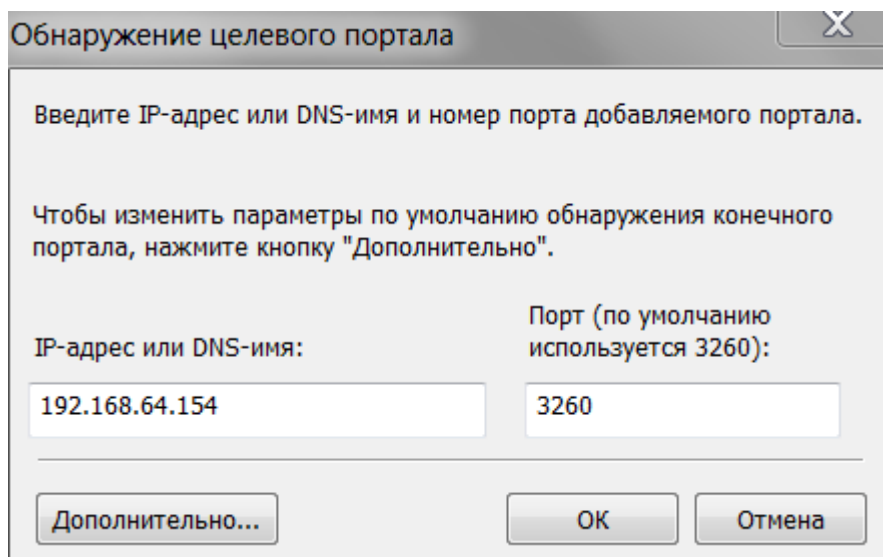 Обнаружение целевого портала
Введите IP-адрес или DNS-имя и номер порта добавляемого портала.
Чтобы изменить параметры по умолчанию обнаружения конечного
портала, нажмите кнопку "Дополнительно".
IP-адрес или DNS-имя:
Порт (по умолчанию
используется 3260):
192.168.64.154
3260
Дополнительно...
ОК
Отмена